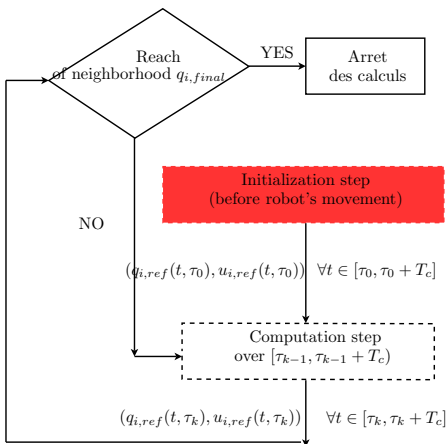 Reach
of neighborhood $q_{i,final}$
YES
Arret
des calculs
Initialization step
(before robot's movement)
NO
$(q_{i,ref}(t, \tau_0), u_{i,ref}(t, \tau_0))$ $\forall t \in [\tau_0, \tau_0 + T_c]$
Computation step
over $[\tau_{k-1}, \tau_{k-1} + T_c)$
$(q_{i,ref}(t, \tau_k), u_{i,ref}(t, \tau_k))$ $\forall t \in [\tau_k, \tau_k + T_c]$